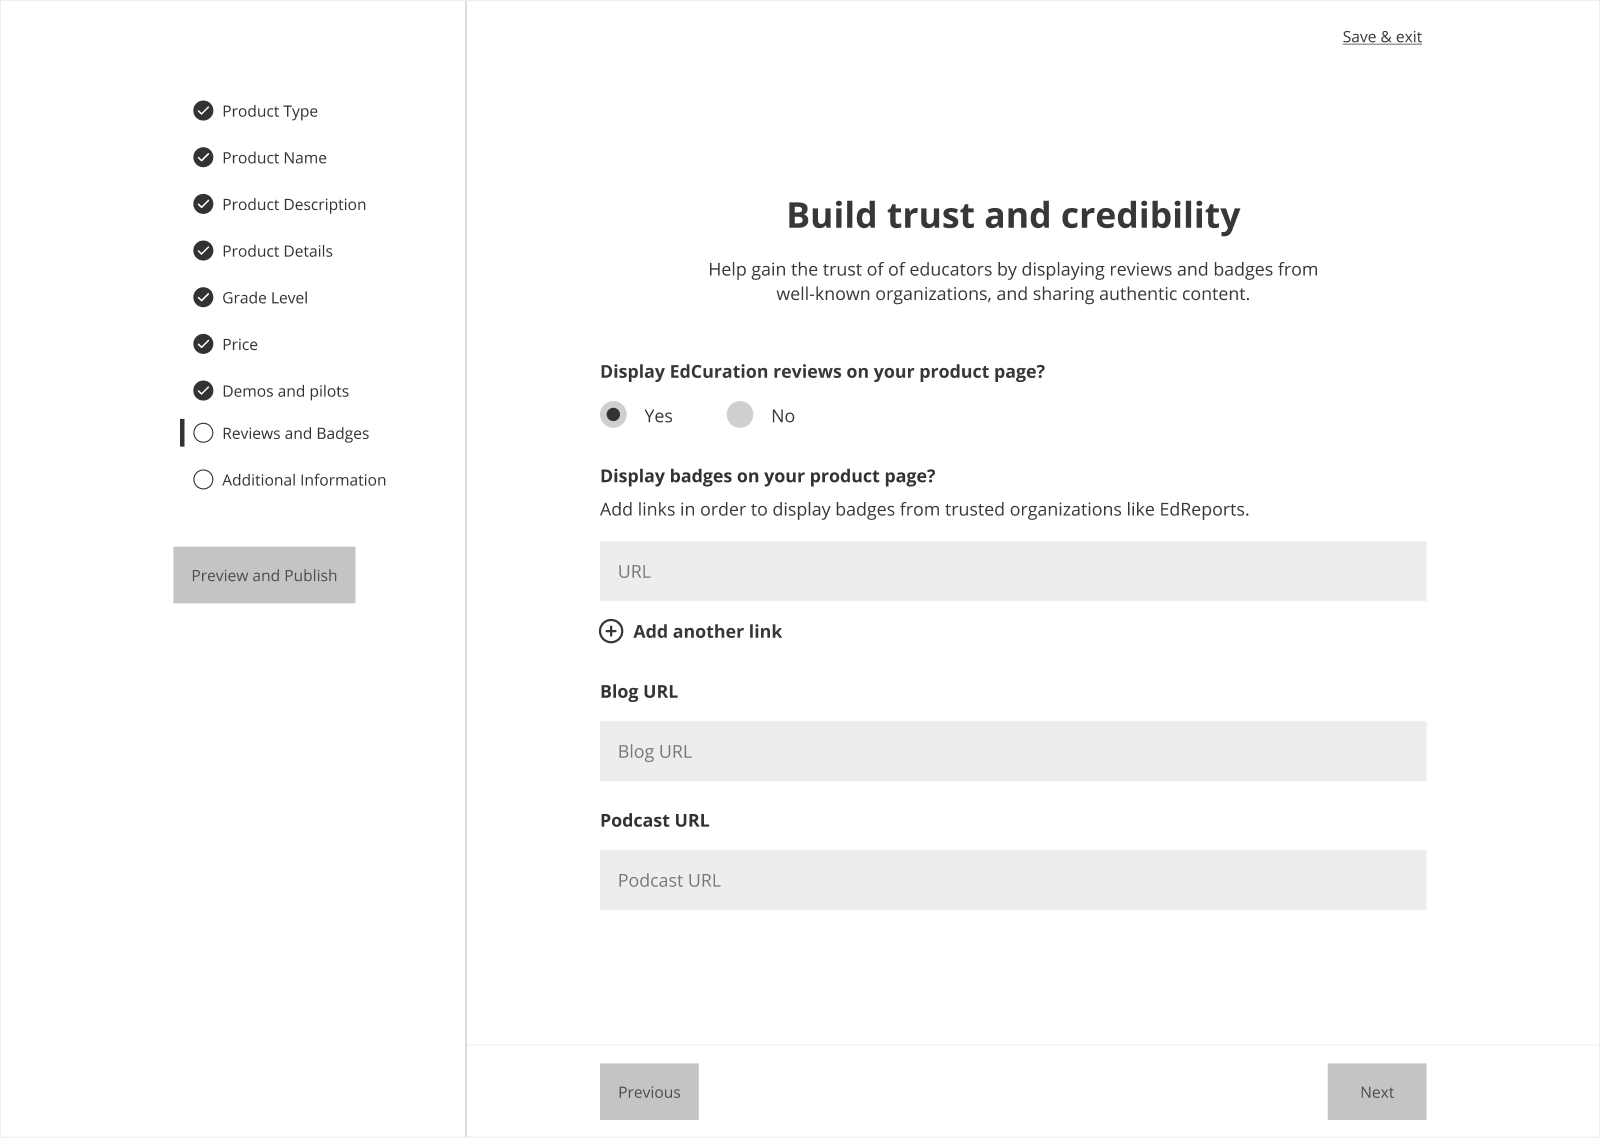 Save & exit
Product Type
Product Name
Product Description
Product Details
Grade Level
Price
Demos and pilots
Reviews and Badges
Additional Information
Preview and Publish
Build trust and credibility
Help gain the trust of of educators by displaying reviews and badges from
well-known organizations, and sharing authentic content.
Display EdCuration reviews on your product page?
Yes No
Display badges on your product page?
Add links in order to display badges from trusted organizations like EdReports.
URL
Add another link
Blog URL
Blog URL
Podcast URL
Podcast URL
Previous Next